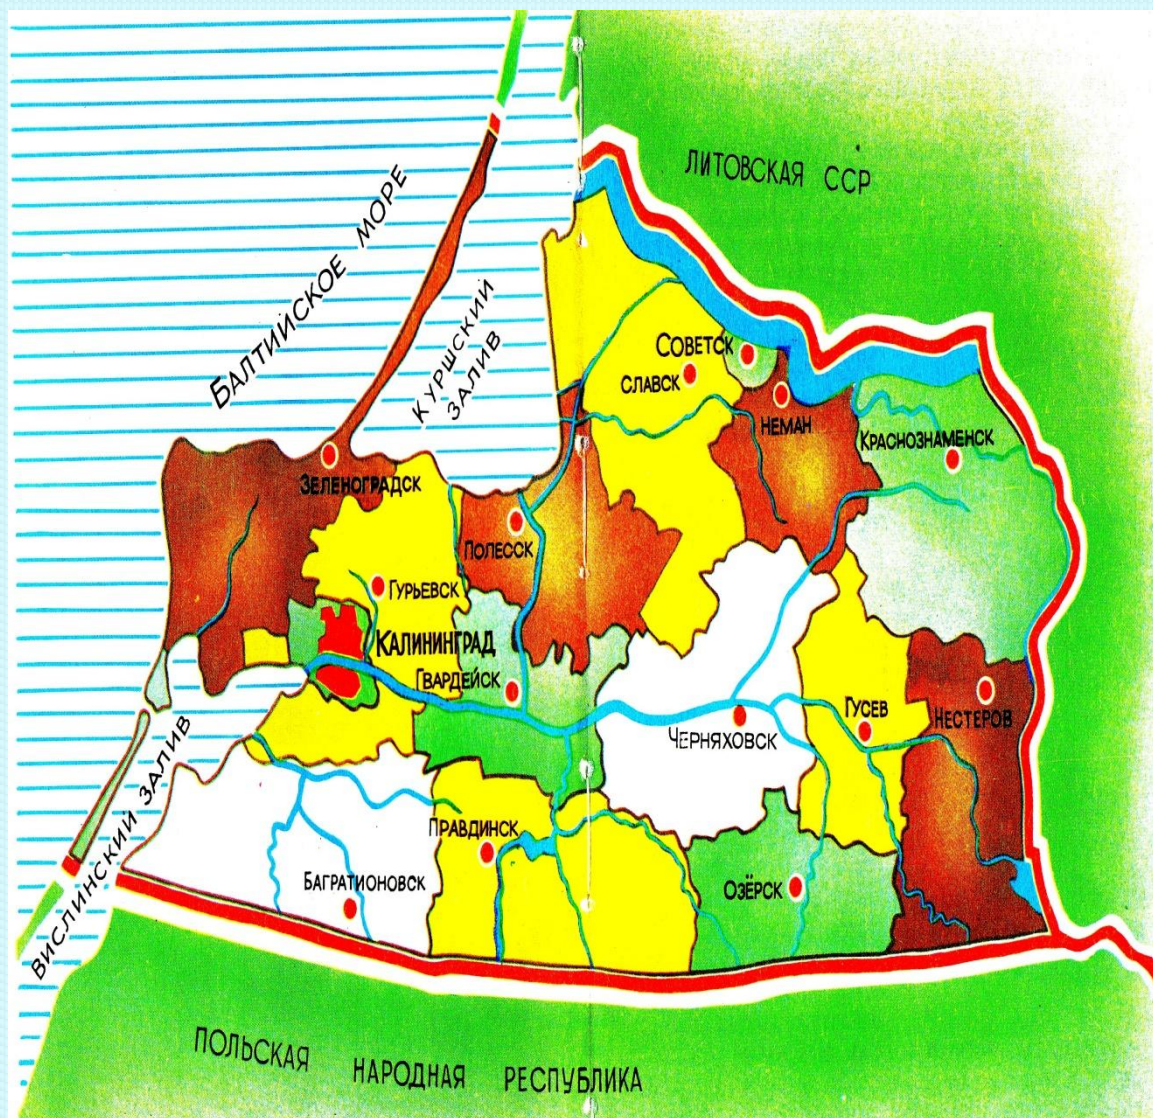 ЛИТОВСКАЯ ССР
БАЛТИЙСКОЕ МОРЕ
КУРШСКИЙ
ЗАЛИВ
СОВЕТСК
СЛАВСК
НЕМАН
КРАСНОЗНАМЕНСК
ЗЕЛЕНОГРАДСК
ПОЛЕССК
ГУРЬЕВСК
КАЛИНИНГРАД
ГВАРДЕЙСК
ГУСЕВ
НЕСТЕРОВ
ЧЕРНЯХОВСК
ВИСЛИНСКИЙ ЗАЛИВ
ПРАВДИНСК
БАГРАТИОНОВСК
ОЗЁРСК
ПОЛЬСКАЯ НАРОДНАЯ РЕСПУБЛИКА